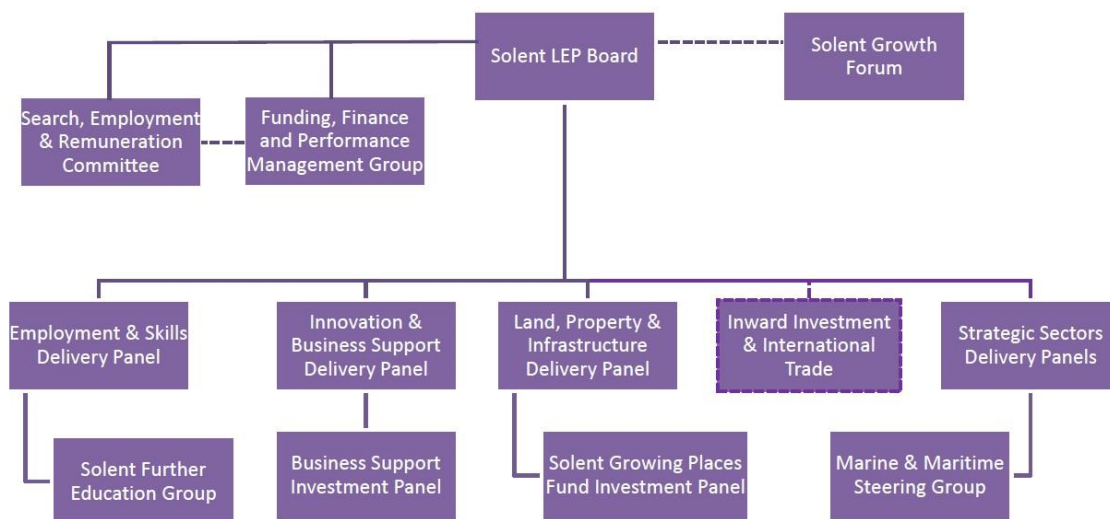 Solent LEP Board
Solent Growth
Forum
Search, Employment
& Remuneration
Committee
Funding, Finance
and Performance
Management Group
Employment & Skills
Delivery Panel
Innovation &
Business Support
Delivery Panel
Land, Property &
Infrastructure
Delivery Panel
Inward Investment
& International
Trade
Strategic Sectors
Delivery Panels
Solent Further
Education Group
Business Support
Investment Panel
Solent Growing Places
Fund Investment Panel
Marine & Maritime
Steering Group